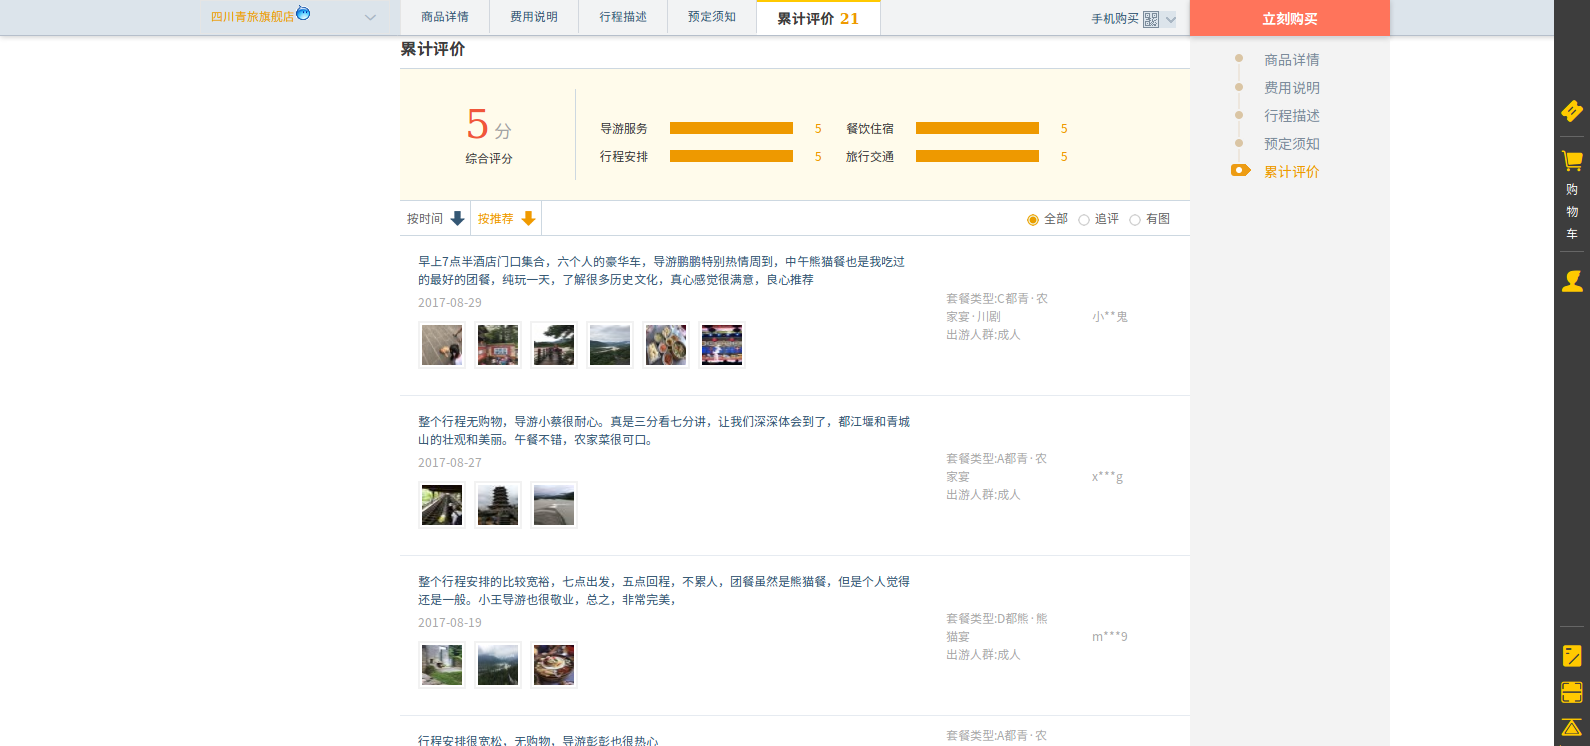 四川青旅旗舰店
商品详情 费用说明 行程描述 预定须知 累计评价 21
手机购买
立刻购买
累计评价
5 分
综合评分
导游服务 5 餐饮住宿 5
行程安排 5 旅行交通 5
商品详情
费用说明
行程描述
预定须知
累计评价
购
物
车
按时间 按推荐 全部 追评 有图
早上7点半酒店门口集合，六个人的豪华车，导游鹏鹏特别热情周到，中午熊猫餐也是我吃过
的最好的团餐，纯玩一天，了解很多历史文化，真心感觉很满意，良心推荐
2017-08-29
套餐类型:C都青·农
家宴·川剧
出游人群:成人
小**鬼
整个行程无购物，导游小蔡很耐心。真是三分看七分讲，让我们深深体会到了，都江堰和青城
山的壮观和美丽。午餐不错，农家菜很可口。
2017-08-27
套餐类型:A都青·农
家宴
出游人群:成人
x***g
整个行程安排的比较宽裕，七点出发，五点回程，不累人，团餐虽然是熊猫餐，但是个人觉得
还是一般。小王导游也很敬业，总之，非常完美，
2017-08-19
套餐类型:D都熊·熊
猫宴
出游人群:成人
m***9
行程安排很宽松，无购物，导游彭彭也很热心
套餐类型:A都青·农